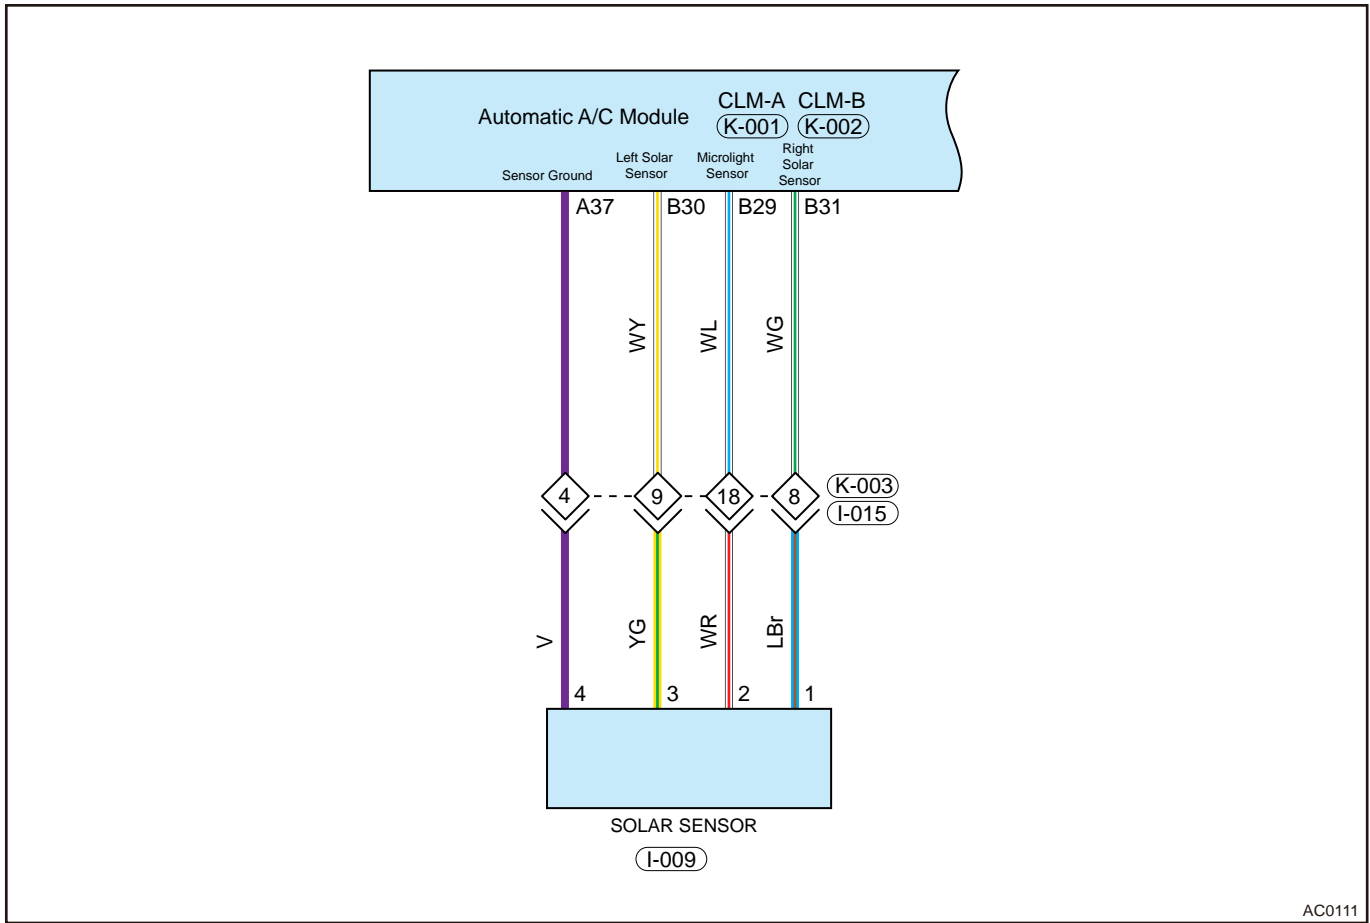 Automatic A/C Module
CLM-A CLM-B
K-001 K-002
Sensor Ground
Left Solar
Sensor
Microlight
Sensor
Right
Solar
Sensor
A37 B30 B29 B31
WY WL WG
4 9 18 8
K-003
I-015
V YG WR LBr
4 3 2 1
SOLAR SENSOR
I-009
AC0111